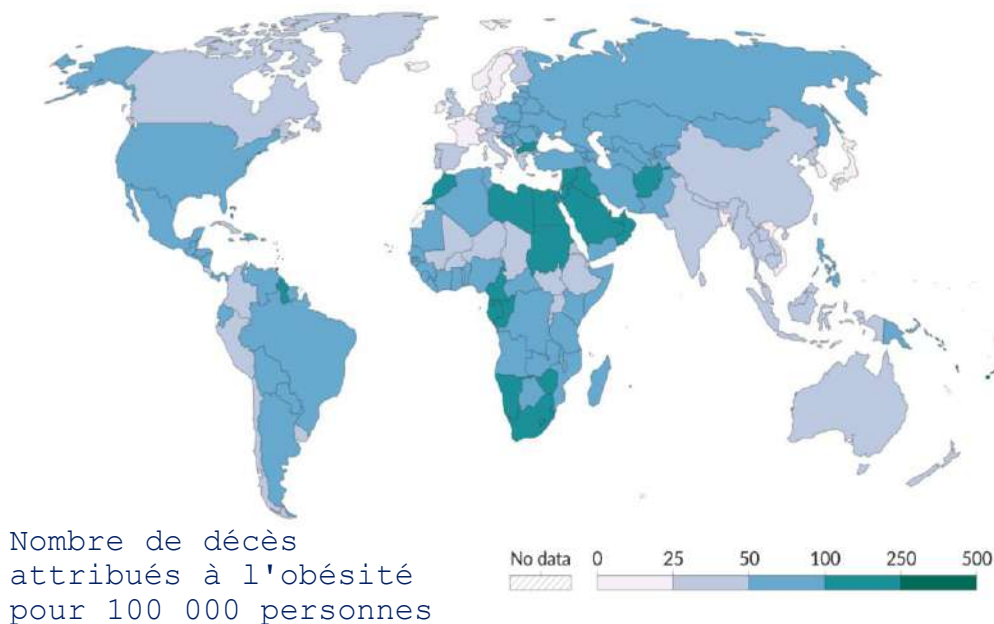 Nombre de décès
attribués à l'obésité
pour 100 000 personnes
No data 0 25 50 100 250 500